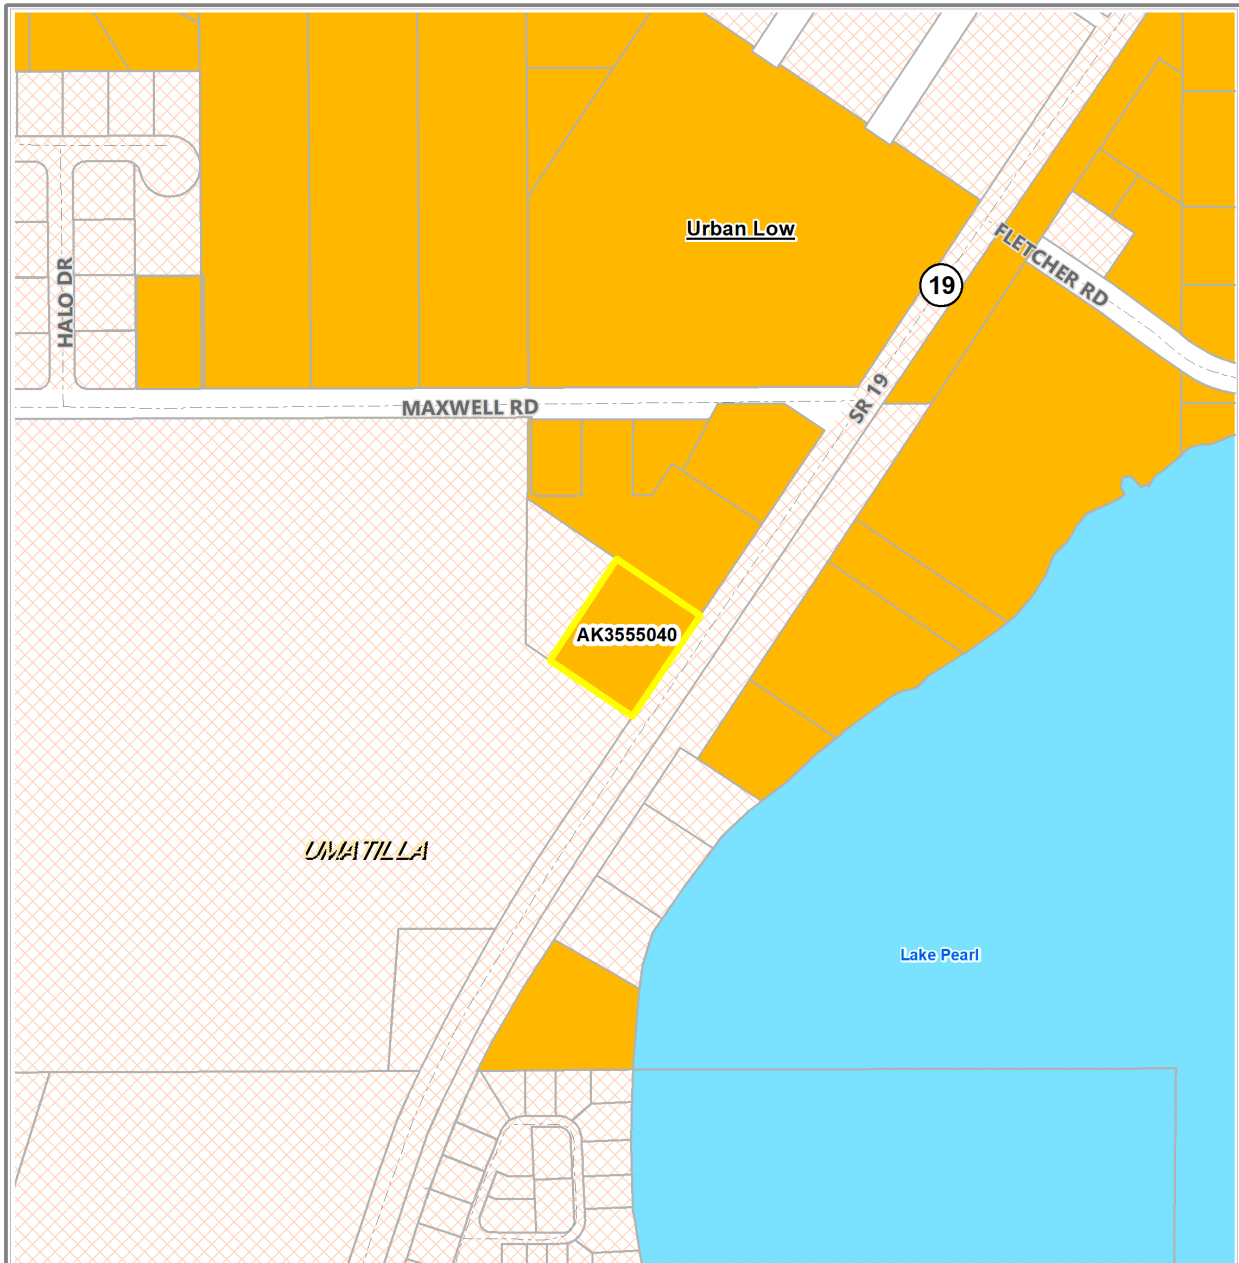 Urban Low
FLETCHER RD
19
HALO DR
SR 19
MAXWELL RD
AK3555040
UMATILLA
Lake Pearl